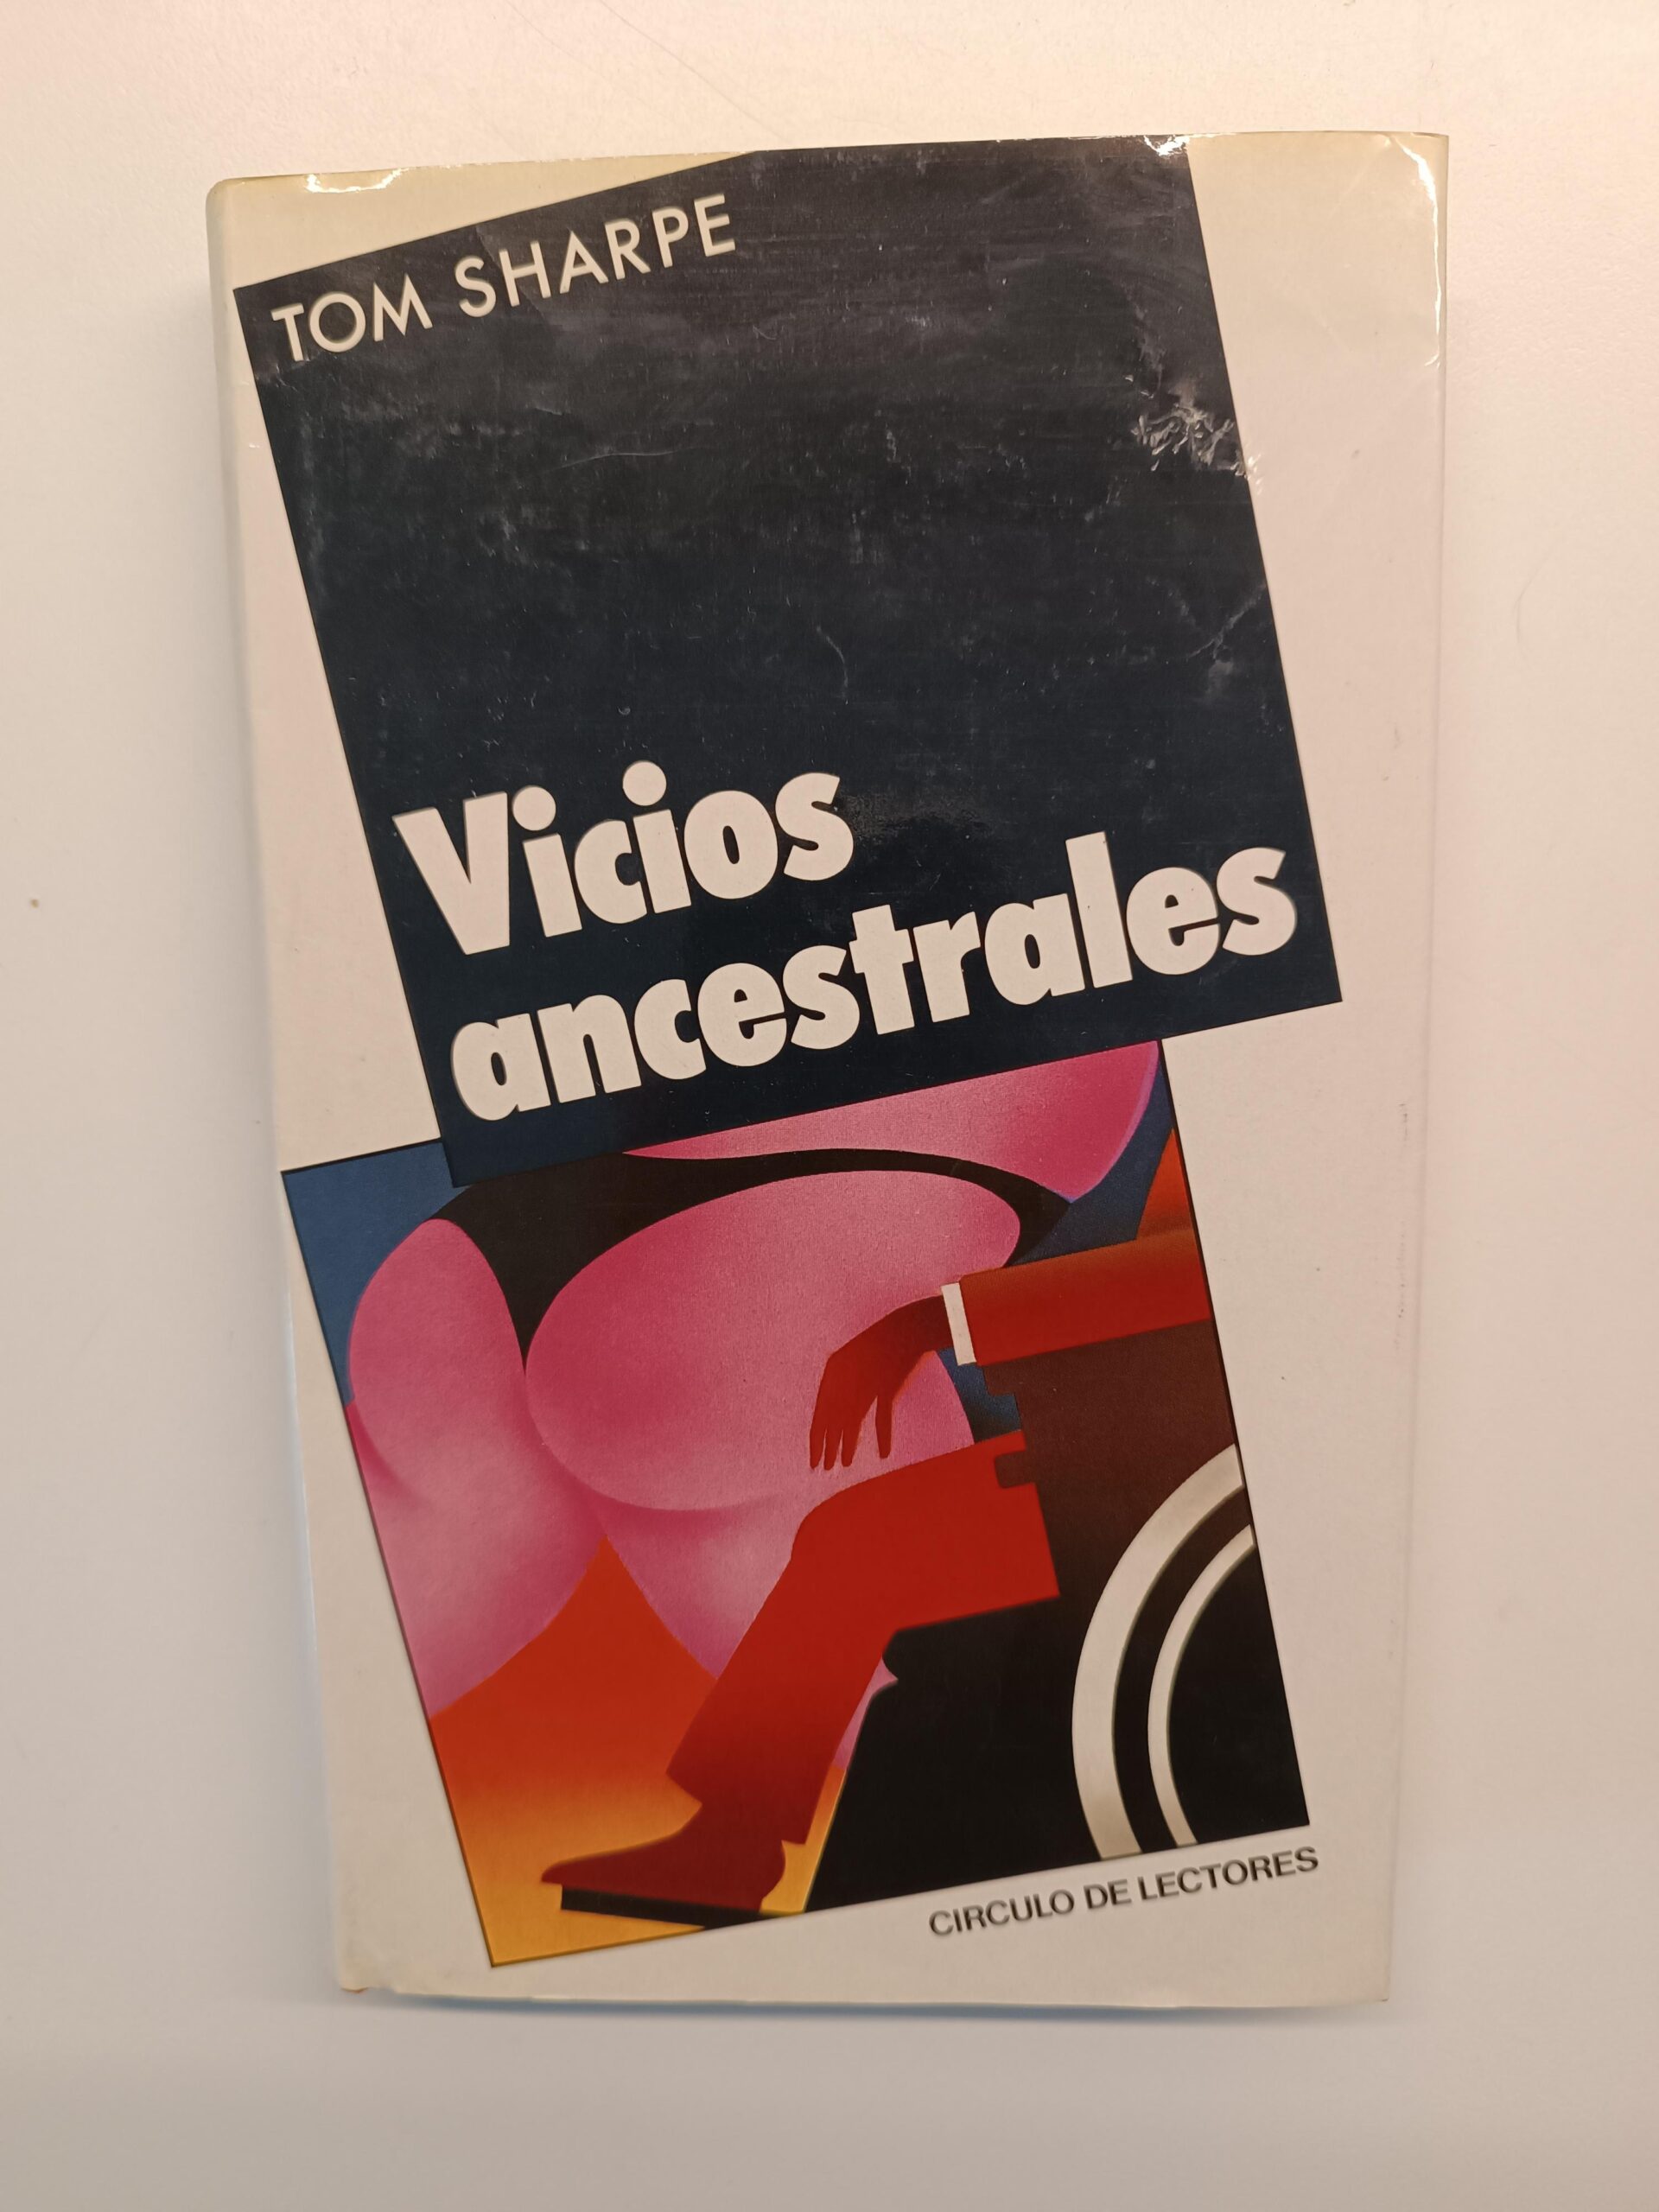 TOM SHARPE
Vicios
ancestrales
CIRCULO DE LECTORES